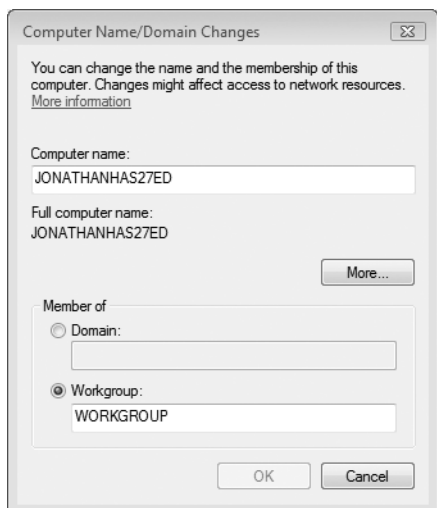 Computer Name/Domain Changes
You can change the name and the membership of this
computer. Changes might affect access to network resources.
More information
Computer name:
JONATHANHAS27ED
Full computer name:
JONATHANHAS27ED
More...
Member of
Domain:
Workgroup:
WORKGROUP
OK
Cancel